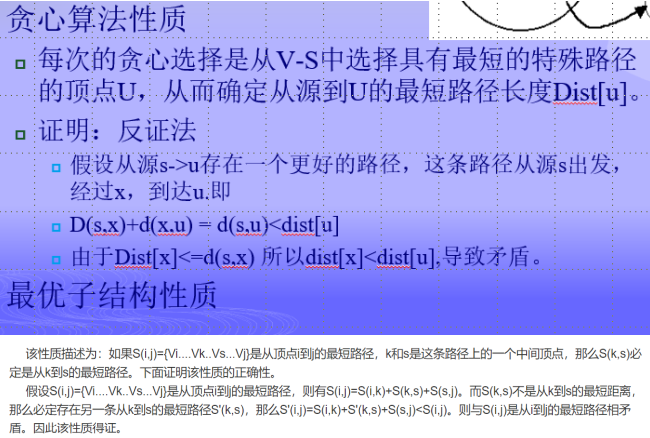 贪心算法性质
每次的贪心选择是从V-S中选择具有最短的特殊路径
的顶点U，从而确定从源到U的最短路径长度Dist[u]。
证明：反证法
假设从源s->u存在一个更好的路径，这条路径从源s出发，
经过x，到达u.即
D(s,x)+d(x,u) = d(s,u)<dist[u]
由于Dist[x]<=d(s,x) 所以dist[x]<dist[u],导致矛盾。
最优子结构性质
该性质描述为：如果S(i,j)={Vi....Vk..Vs...Vj}是从顶点i到j的最短路径，k和s是这条路径上的一个中间顶点，那么S(k,s)必
定是从k到s的最短路径。下面证明该性质的正确性。
假设S(i,j)={Vi....Vk..Vs...Vj}是从顶点i到j的最短路径，则有S(i,j)=S(i,k)+S(k,s)+S(s,j)。而S(k,s)不是从k到s的最短距离，
那么必定存在另一条从k到s的最短路径S'(k,s)，那么S'(i,j)=S(i,k)+S'(k,s)+S(s,j)<S(i,j)。则与S(i,j)是从i到j的最短路径相矛
盾。因此该性质得证。